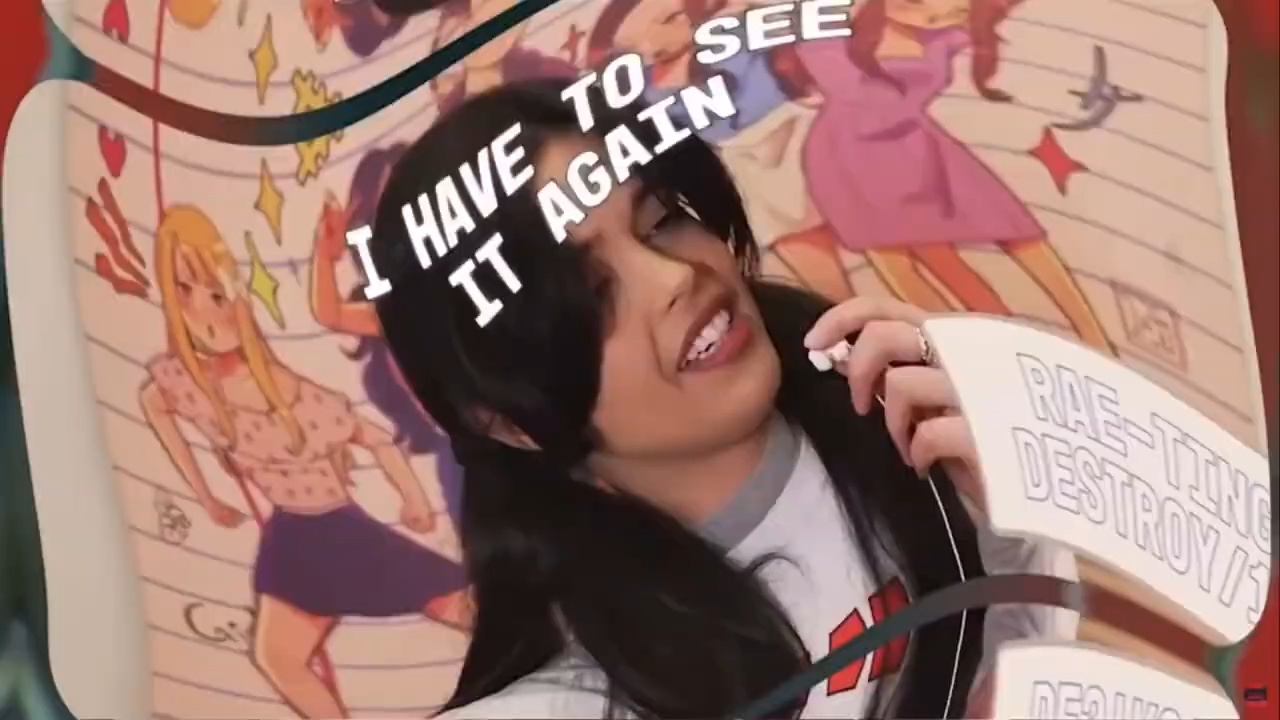 I HAVE TO SEE
IT AGAIN
RAE-TING
DESTROY/1